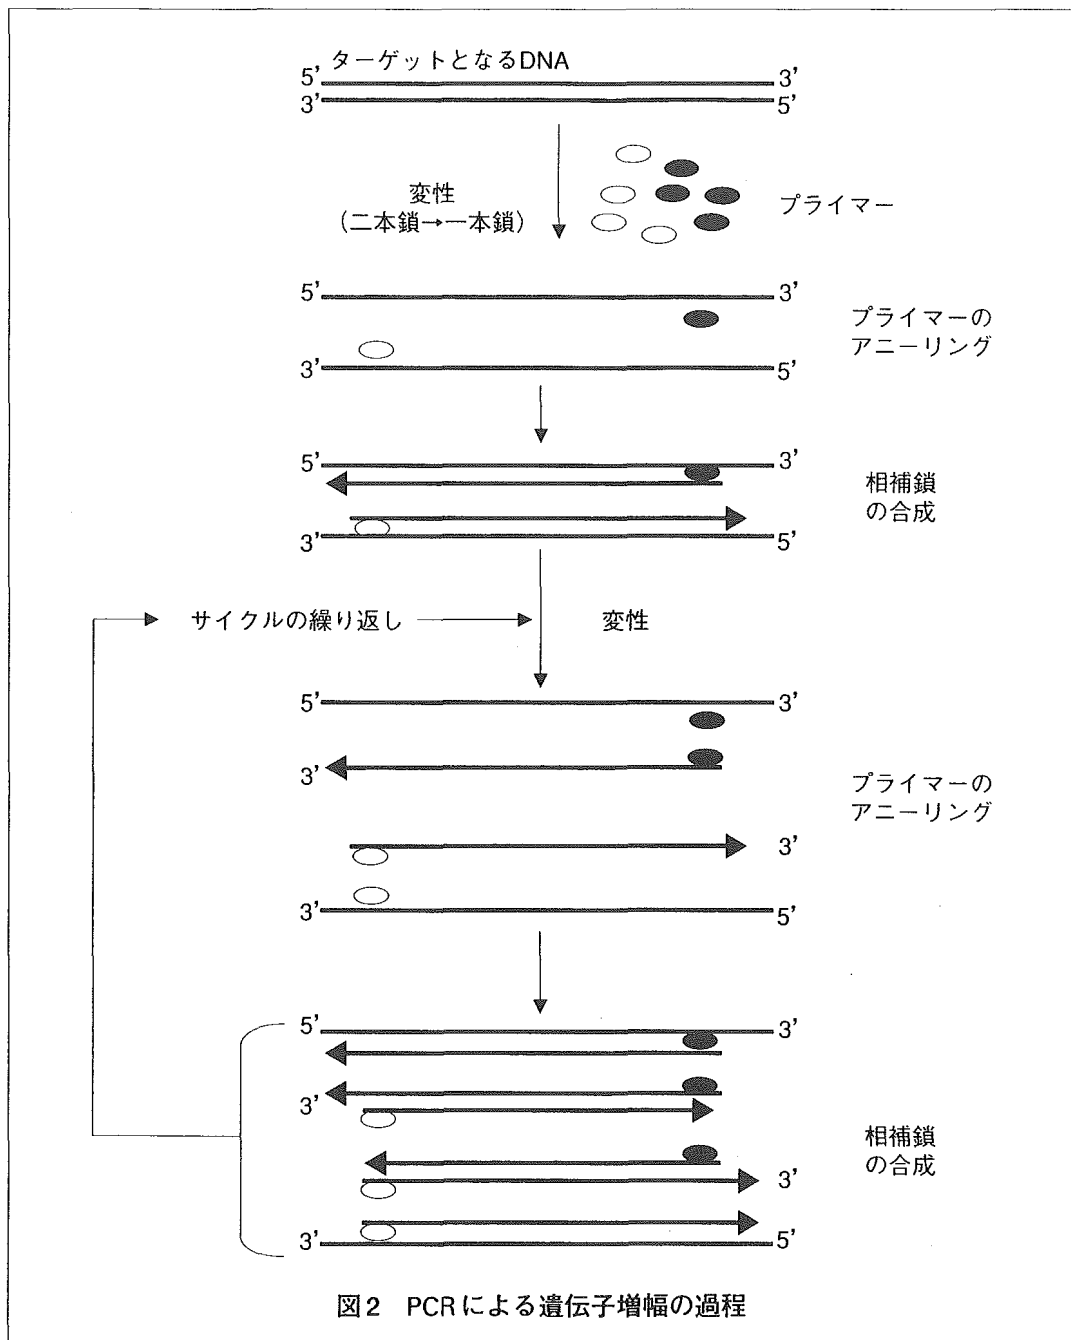 ターゲットとなるDNA
5’ 3’
3’ 5’
変性
(二本鎖→一本鎖)
プライマー
5’ 3’
プライマーの
アニーリング
3’ 5’
5’ 3’
相補鎖
の合成
3’ 5’
サイクルの繰り返し
変性
5’ 3’
3’
プライマーの
アニーリング
3’
3’ 5’
5’ 3’
3’
相補鎖
の合成
3’
3’ 5’
図2 PCRによる遺伝子増幅の過程